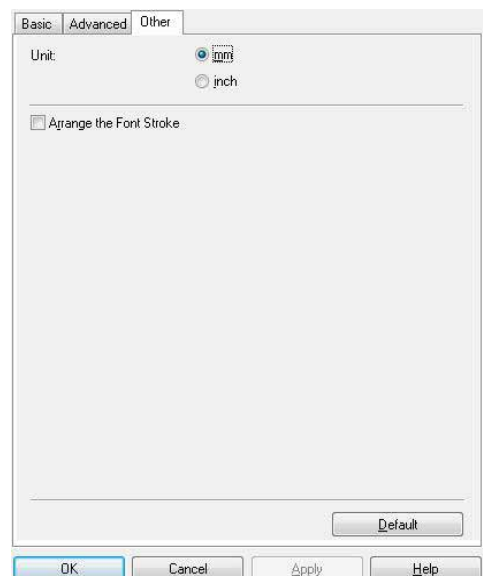 Basic Advanced Other
Unit: mm
inch
Arrange the Font Stroke
Default
OK Cancel Apply Help